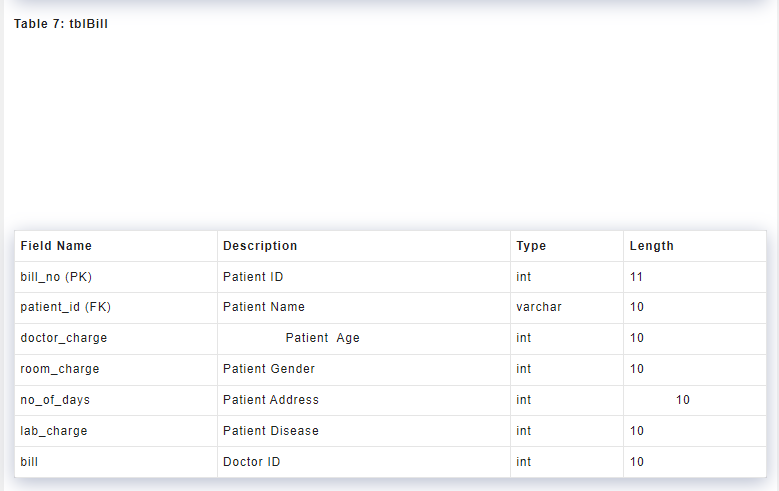 Table 7: tblBill
Field Name Description Type Length
bill_no (PK) Patient ID int 11
patient_id (FK) Patient Name varchar 10
doctor_charge Patient Age int 10
room_charge Patient Gender int 10
no_of_days Patient Address int 10
lab_charge Patient Disease int 10
bill Doctor ID int 10